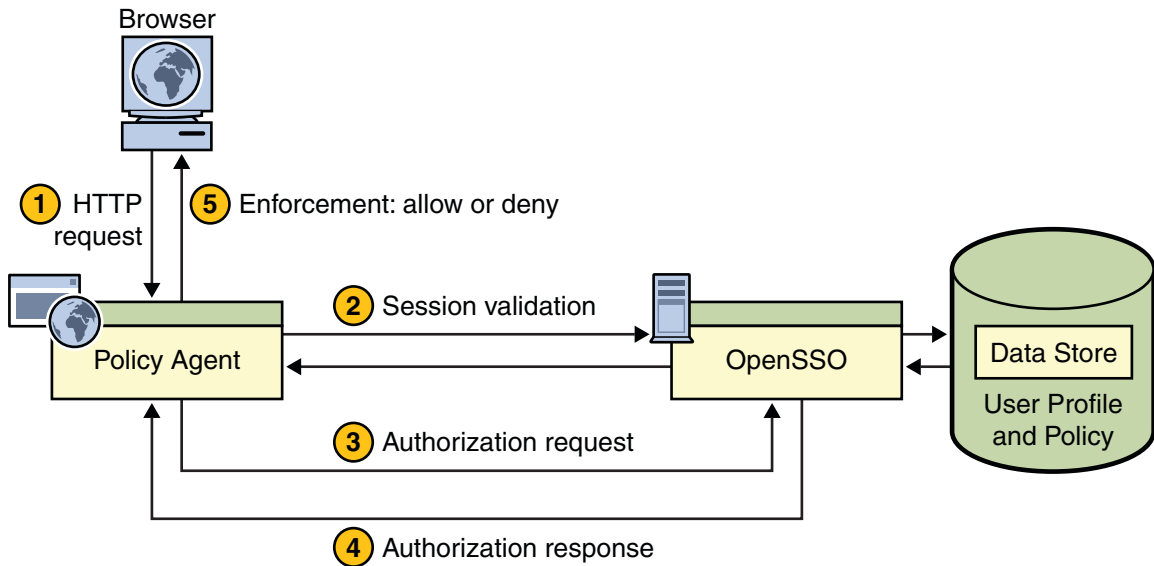 Browser
1 HTTP
request
5 Enforcement: allow or deny
2 Session validation
Policy Agent
OpenSSO
Data Store
User Profile
and Policy
3 Authorization request
4 Authorization response